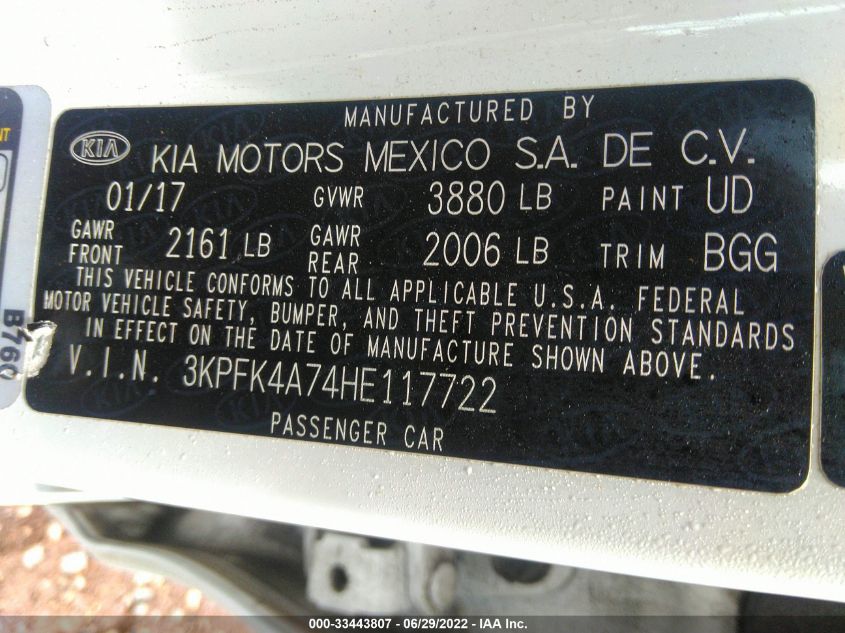 MANUFACTURED BY
KIA KIA MOTORS MEXICO S.A. DE C.V.
01/17 GVWR 3880 LB PAINT UD
GAWR FRONT 2161 LB GAWR REAR 2006 LB TRIM BGG
THIS VEHICLE CONFORMS TO ALL APPLICABLE U.S.A. FEDERAL
MOTOR VEHICLE SAFETY, BUMPER, AND THEFT PREVENTION STANDARDS
IN EFFECT ON THE DATE OF MANUFACTURE SHOWN ABOVE.
V.I.N. 3KPFK4A74HE117722
PASSENGER CAR
B760
000-33443807 - 06/29/2022 - IAA Inc.